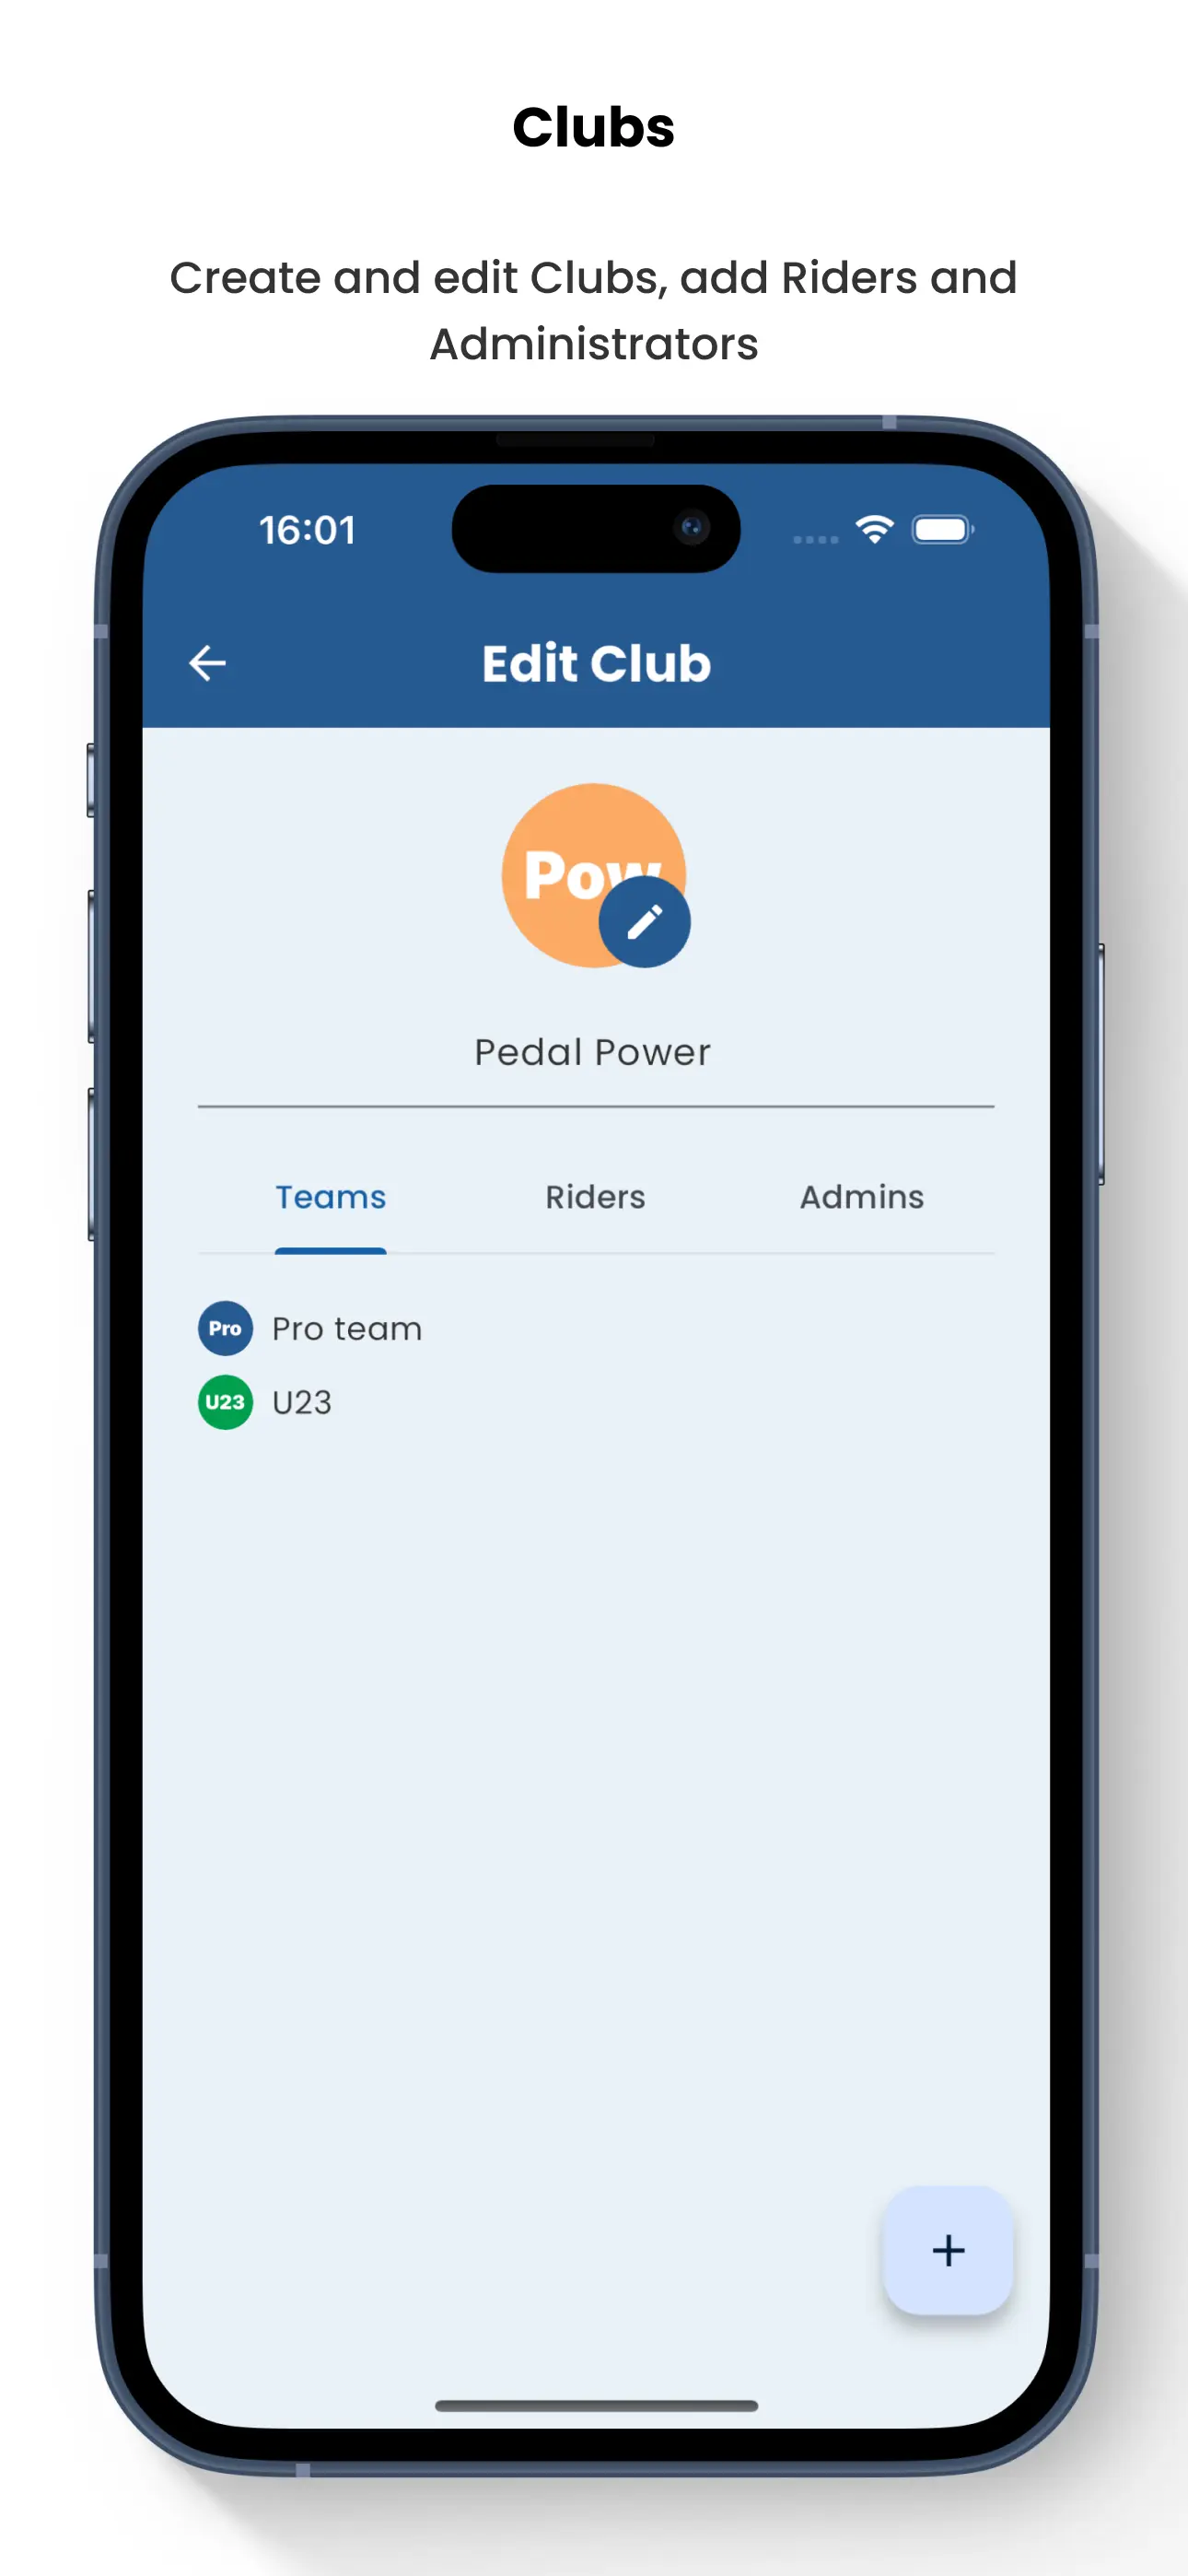 Clubs
Create and edit Clubs, add Riders and
Administrators
16:01
Edit Club
Pow
Pedal Power
Teams Riders Admins
Pro Pro team
U23 U23